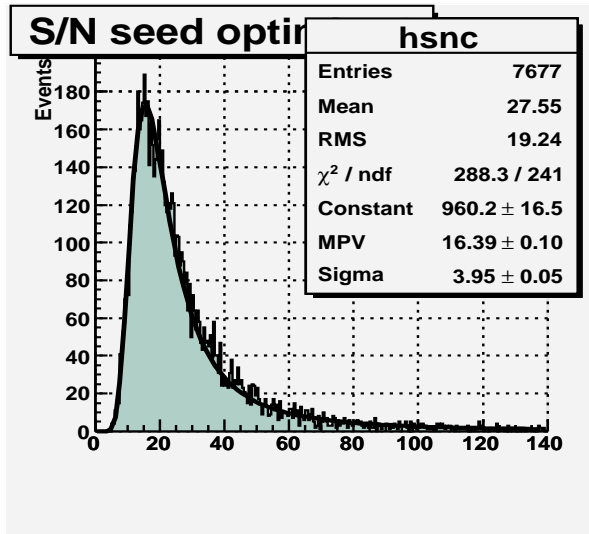 S/N seed optim
hsnc
Entries 7677
Mean 27.55
RMS 19.24
χ² / ndf 288.3 / 241
Constant 960.2 ± 16.5
MPV 16.39 ± 0.10
Sigma 3.95 ± 0.05
Events
180
160
140
120
100
80
60
40
20
0
0 20 40 60 80 100 120 140